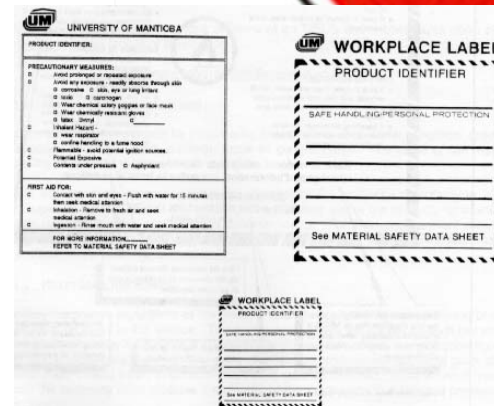 UM
UNIVERSITY OF MANTICBA
PRODUCT IDENTIFIER:
PRECAUTIONARY MEASURES:
Avoid prolonged or repeated exposure
Avoid any exposure - readily absorbs through skin
corrosive skin, eye or lung irritant
toxic carcinogen
Wear chemical safety goggles or face mask
Wear chemically resistant gloves
latex vinyl
Inhalant Hazard -
wear respirator
confine handling to a fume hood
Flammable - avoid potential ignition sources
Potential Explosive
Contents under pressure Asphyxiant
FIRST AID FOR:
Contact with skin and eyes - Flush with water for 15 minutes
then seek medical attention
Inhalation - Remove to fresh air and seek
medical attention
Ingestion - Rinse mouth with water and seek medical attention
FOR MORE INFORMATION...........
REFER TO MATERIAL SAFETY DATA SHEET
UM
WORKPLACE LABEL
PRODUCT IDENTIFIER
SAFE HANDLING/PERSONAL PROTECTION
See MATERIAL SAFETY DATA SHEET
WORKPLACE LABEL
PRODUCT IDENTIFIER
SAFE HANDLING/PERSONAL PROTECTION
See MATERIAL SAFETY DATA SHEET